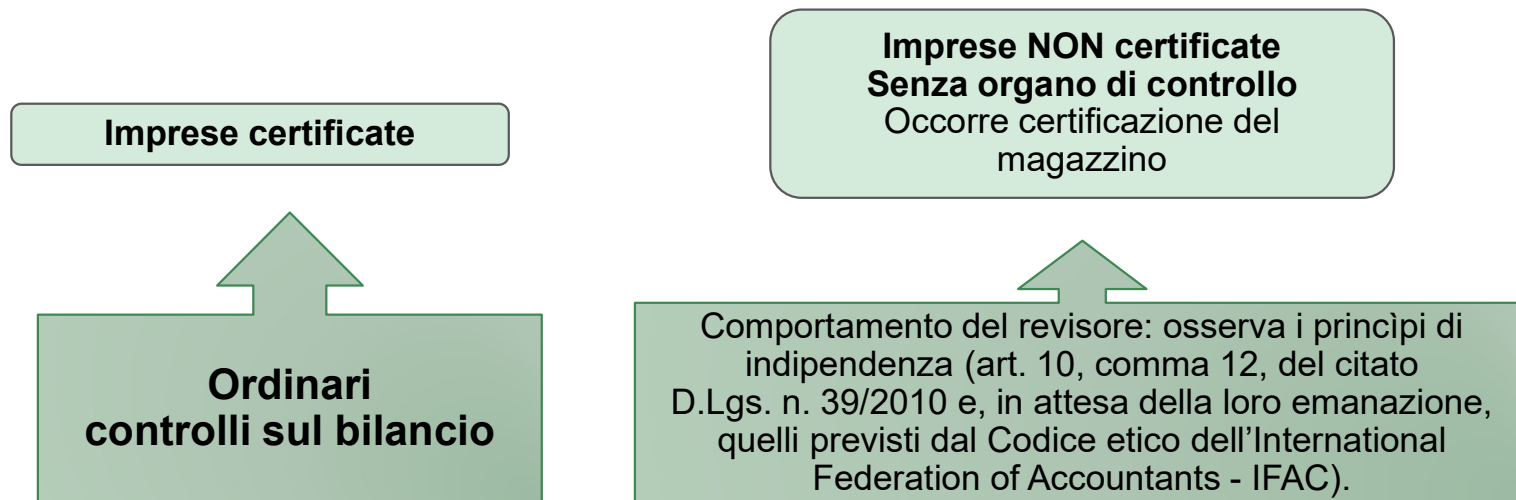 Imprese certificate
Ordinari
controlli sul bilancio
Imprese NON certificate
Senza organo di controllo
Occorre certificazione del
magazzino
Comportamento del revisore: osserva i princìpi di
indipendenza (art. 10, comma 12, del citato
D.Lgs. n. 39/2010 e, in attesa della loro emanazione,
quelli previsti dal Codice etico dell’International
Federation of Accountants - IFAC).